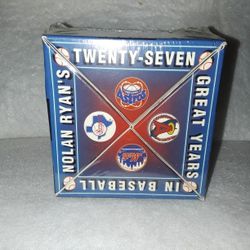 NOLAN RYAN'S
TWENTY-SEVEN
GREAT YEARS
IN BASEBALL
Astros